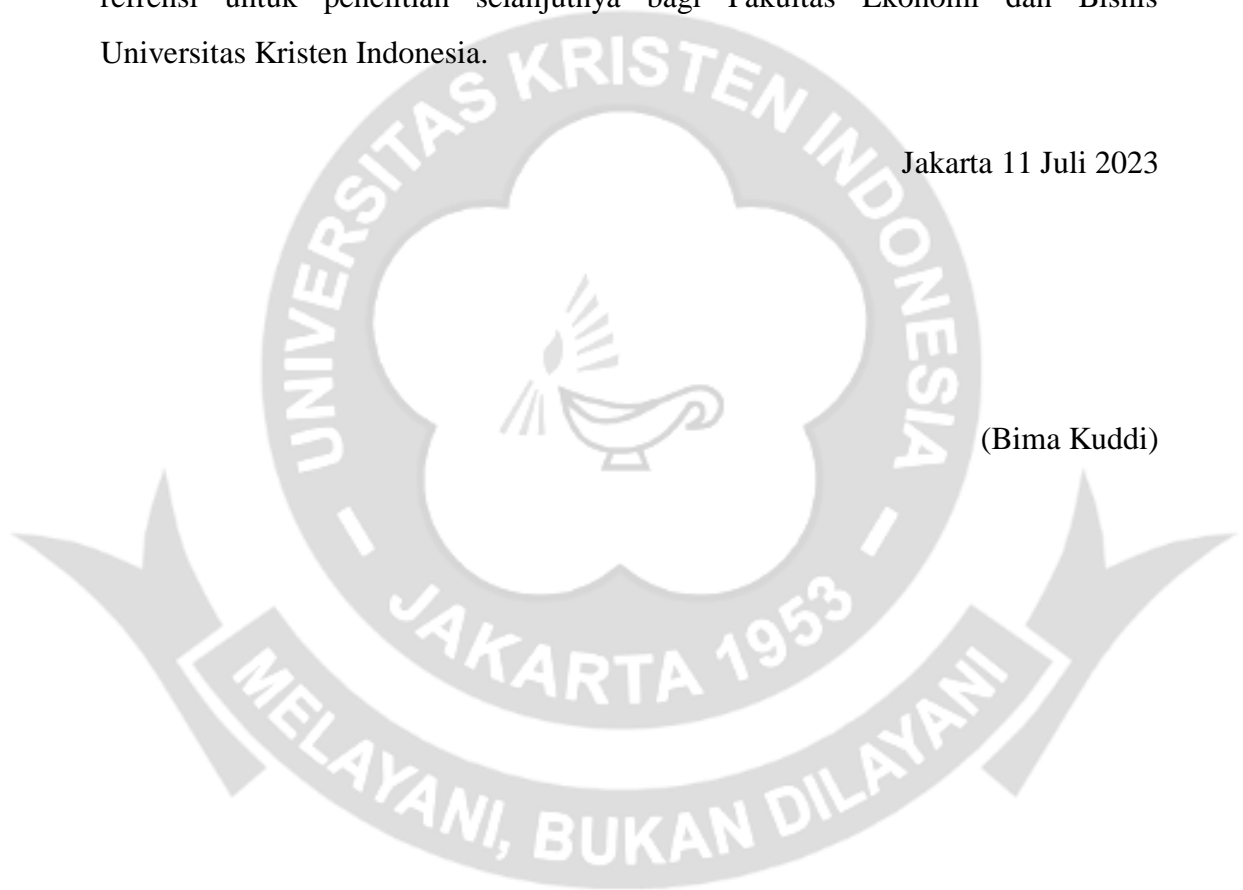 refrensi untuk penelitian selanjutnya bagi Fakultas Ekonomi dan Bisnis
Universitas Kristen Indonesia.
UNIVERSITAS KRISTEN INDONESIA
Jakarta 11 Juli 2023
(Bima Kuddi)
- JAKARTA 1953 -
MELAYANI, BUKAN DILAYANI